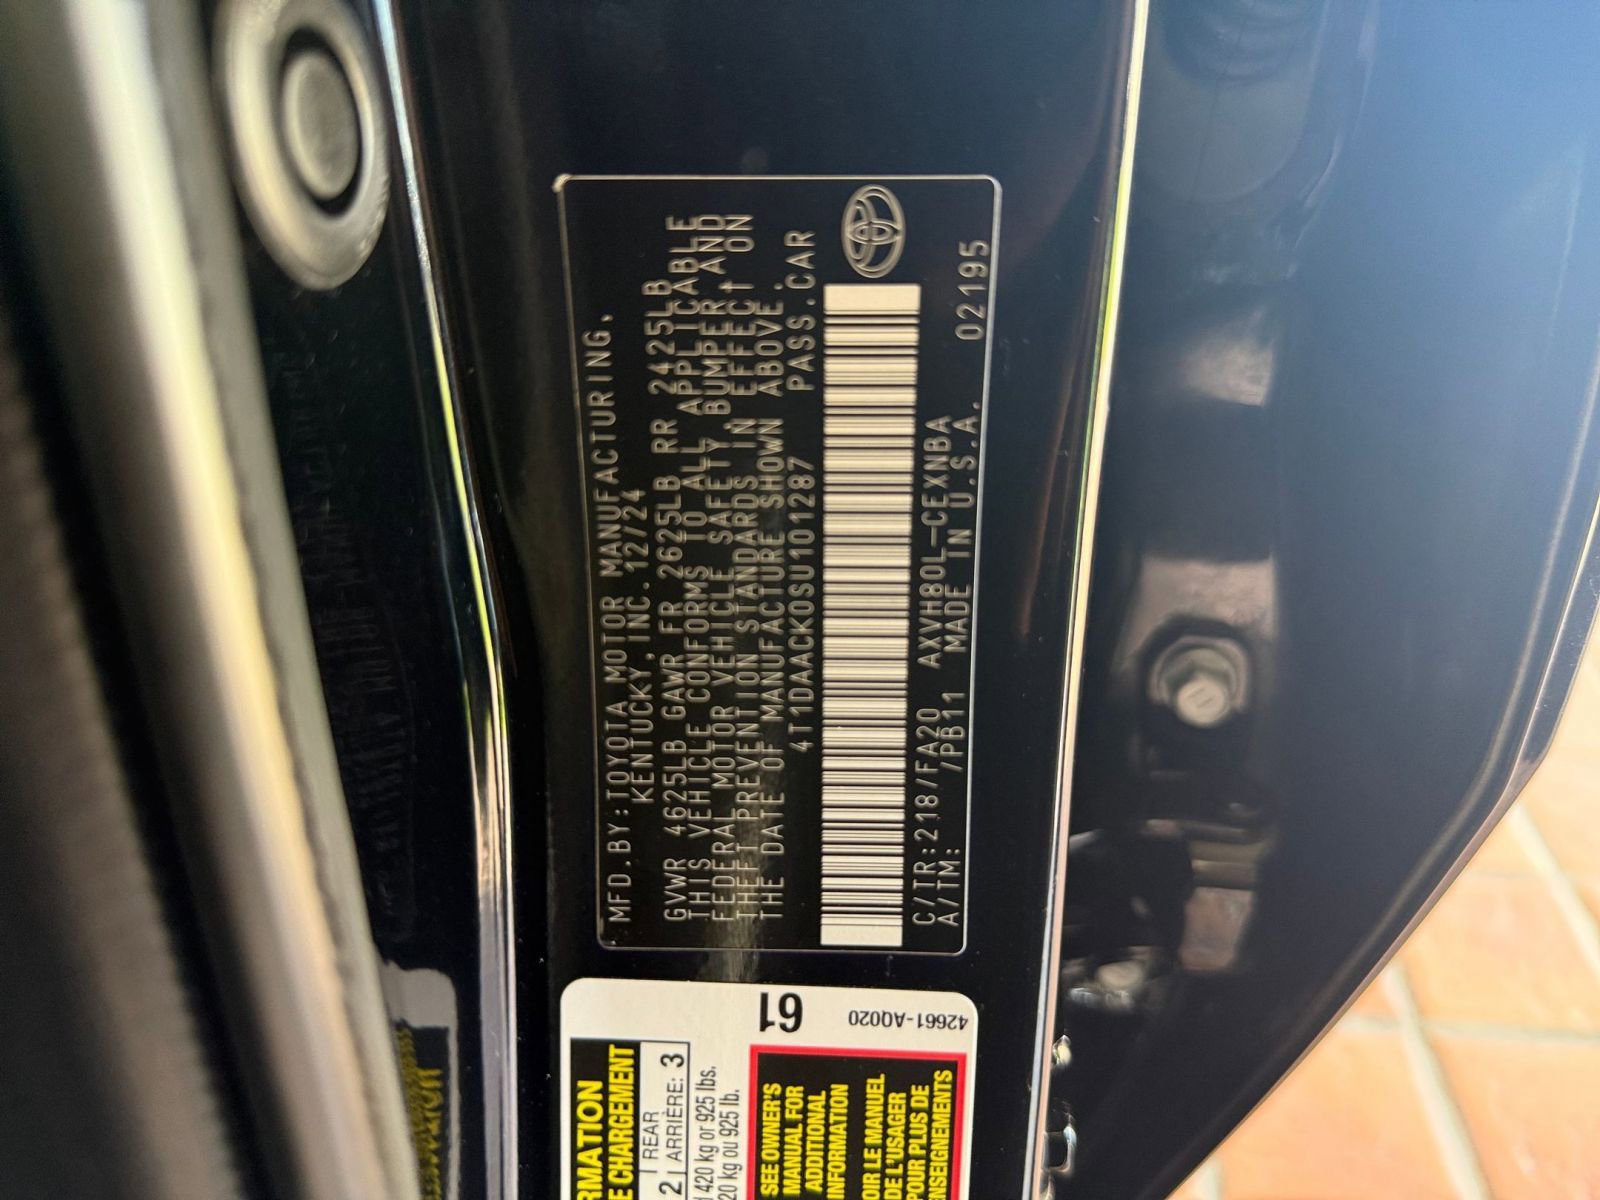 MFD.BY:TOYOTA MOTOR MANUFACTURING,
KENTUCKY,INC. 12/24
GVWR 4625LB GAWR FR 2625LB RR 2425LB
THIS VEHICLE CONFORMS TO ALL APPLICABLE
FEDERAL MOTOR VEHICLE SAFETY,BUMPER,AND
THEFT PREVENTION STANDARDS IN EFFECT ON
THE DATE OF MANUFACTURE SHOWN ABOVE.
4T1DAACK0SU101287 PASS.CAR
C/TR:218/FA20 AXVH80L-CEXNBA
A/TM: /PB11 MADE IN U.S.A. 02195
61
42661-AQ020
RMATION
E CHARGEMENT
2 REAR
ARRIÈRE: 3
420 kg or 925 lbs.
20 kg ou 925 lb.
SEE OWNER'S
MANUAL FOR
ADDITIONAL
INFORMATION
OIR LE MANUEL
DE L'USAGER
POUR PLUS DE
ENSEIGNEMENTS